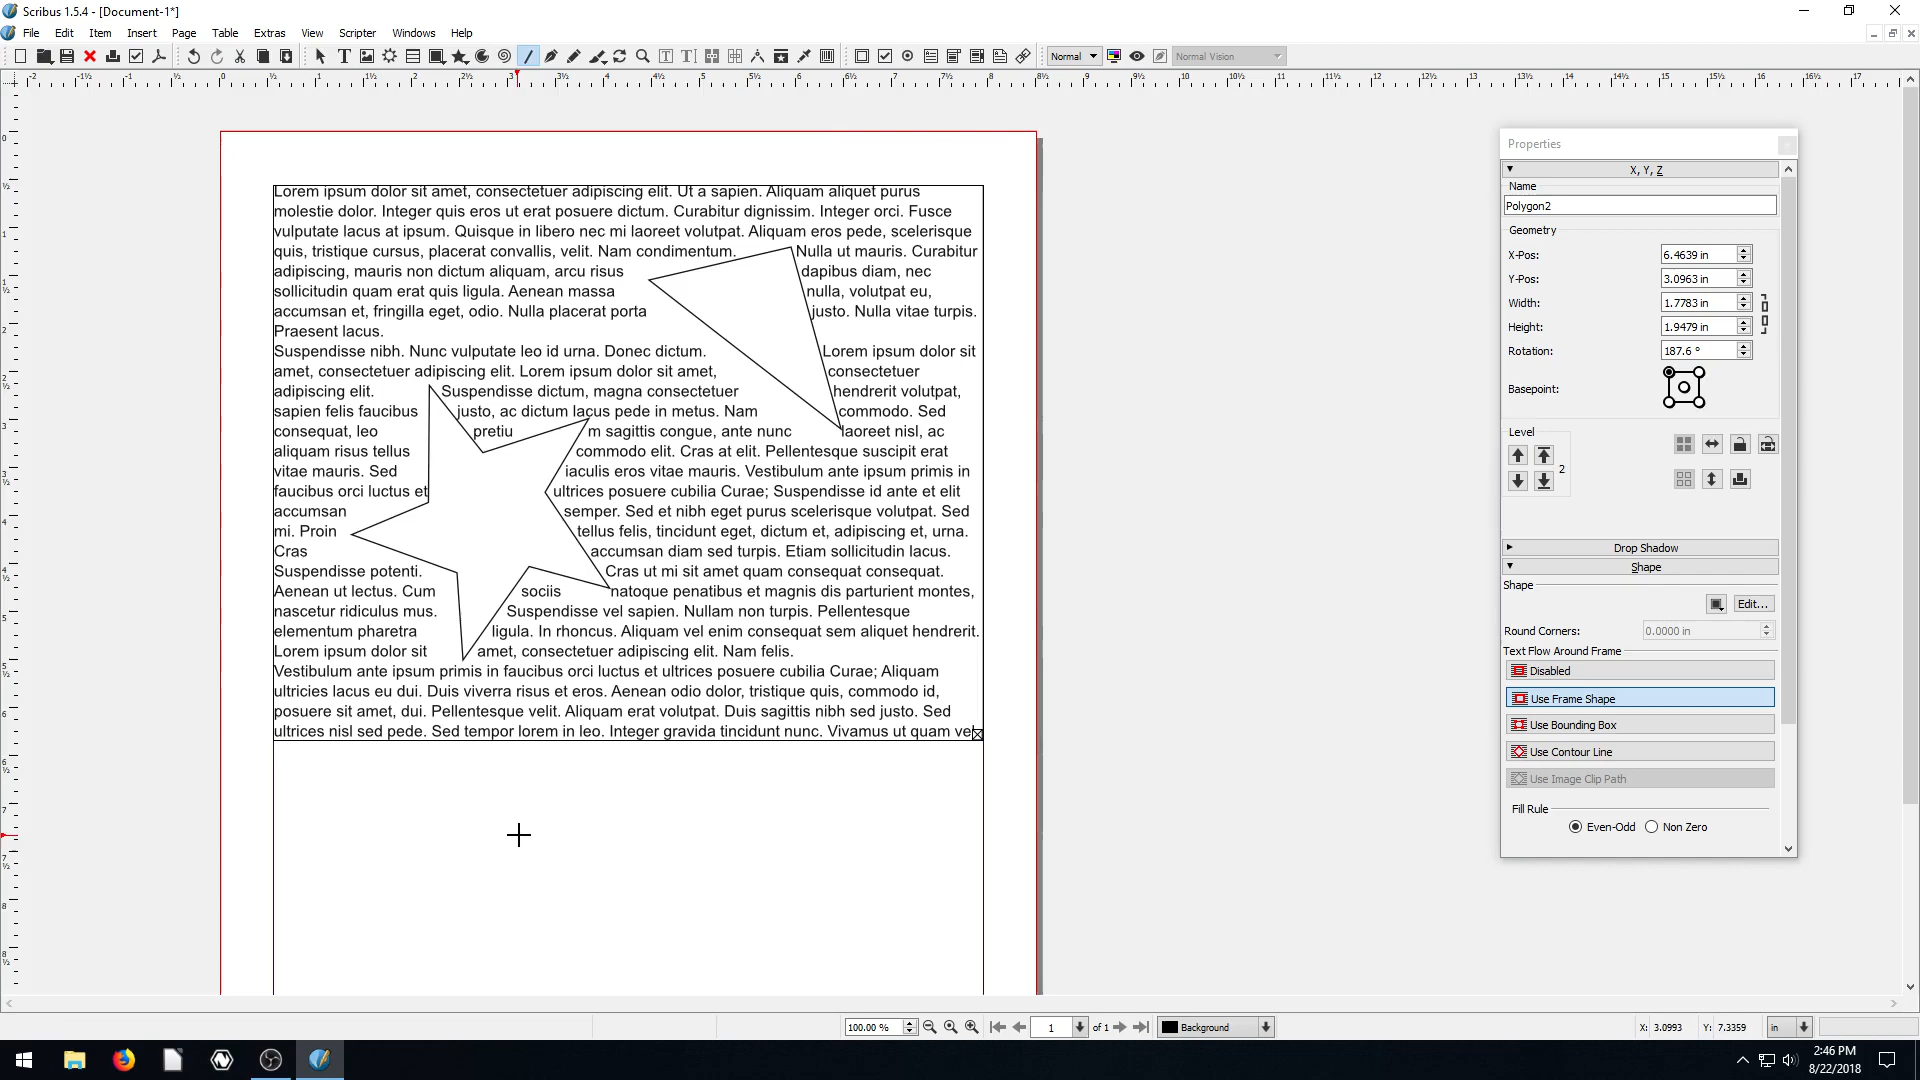 Scribus 1.5.4 - [Document-1*]
File Edit Item Insert Page Table Extras View Scripter Windows Help
Normal Normal Vision
Lorem ipsum dolor sit amet, consectetuer adipiscing elit. Ut a sapien. Aliquam aliquet purus
molestie dolor. Integer quis eros ut erat posuere dictum. Curabitur dignissim. Integer orci. Fusce
vulputate lacus at ipsum. Quisque in libero nec mi laoreet volutpat. Aliquam eros pede, scelerisque
quis, tristique cursus, placerat convallis, velit. Nam condimentum. Nulla ut mauris. Curabitur
adipiscing, mauris non dictum aliquam, arcu risus dapibus diam, nec
sollicitudin quam erat quis ligula. Aenean massa nulla, volutpat eu,
accumsan et, fringilla eget, odio. Nulla placerat porta justo. Nulla vitae turpis.
Praesent lacus.
Suspendisse nibh. Nunc vulputate leo id urna. Donec dictum. Lorem ipsum dolor sit
amet, consectetuer adipiscing elit. Lorem ipsum dolor sit amet, consectetuer
adipiscing elit. Suspendisse dictum, magna consectetuer hendrerit volutpat,
sapien felis faucibus justo, ac dictum lacus pede in metus. Nam commodo. Sed
consequat, leo pretiu m sagittis congue, ante nunc laoreet nisl, ac
aliquam risus tellus commodo elit. Cras at elit. Pellentesque suscipit erat
vitae mauris. Sed iaculis eros vitae mauris. Vestibulum ante ipsum primis in
faucibus orci luctus et ultrices posuere cubilia Curae; Suspendisse id ante et elit
accumsan semper. Sed et nibh eget purus scelerisque volutpat. Sed
mi. Proin tellus felis, tincidunt eget, dictum et, adipiscing et, urna.
Cras accumsan diam sed turpis. Etiam sollicitudin lacus.
Suspendisse potenti. Cras ut mi sit amet quam consequat consequat.
Aenean ut lectus. Cum sociis natoque penatibus et magnis dis parturient montes,
nascetur ridiculus mus. Suspendisse vel sapien. Nullam non turpis. Pellentesque
elementum pharetra ligula. In rhoncus. Aliquam vel enim consequat sem aliquet hendrerit.
Lorem ipsum dolor sit amet, consectetuer adipiscing elit. Nam felis.
Vestibulum ante ipsum primis in faucibus orci luctus et ultrices posuere cubilia Curae; Aliquam
ultricies lacus eu dui. Duis viverra risus et eros. Aenean odio dolor, tristique quis, commodo id,
posuere sit amet, dui. Pellentesque velit. Aliquam erat volutpat. Duis sagittis nibh sed justo. Sed
ultrices nisl sed pede. Sed tempor lorem in leo. Integer gravida tincidunt nunc. Vivamus ut quam ve
Properties
X, Y, Z
Name
Polygon2
Geometry
X-Pos: 6.4639 in
Y-Pos: 3.0963 in
Width: 1.7783 in
Height: 1.9479 in
Rotation: 187.6 °
Basepoint:
Level
2
Drop Shadow
Shape
Shape
Edit...
Round Corners: 0.0000 in
Text Flow Around Frame
Disabled
Use Frame Shape
Use Bounding Box
Use Contour Line
Use Image Clip Path
Fill Rule
Even-Odd Non Zero
100.00 % 1 of 1 Background X: 3.0993 Y: 7.3359 in
2:46 PM
8/22/2018